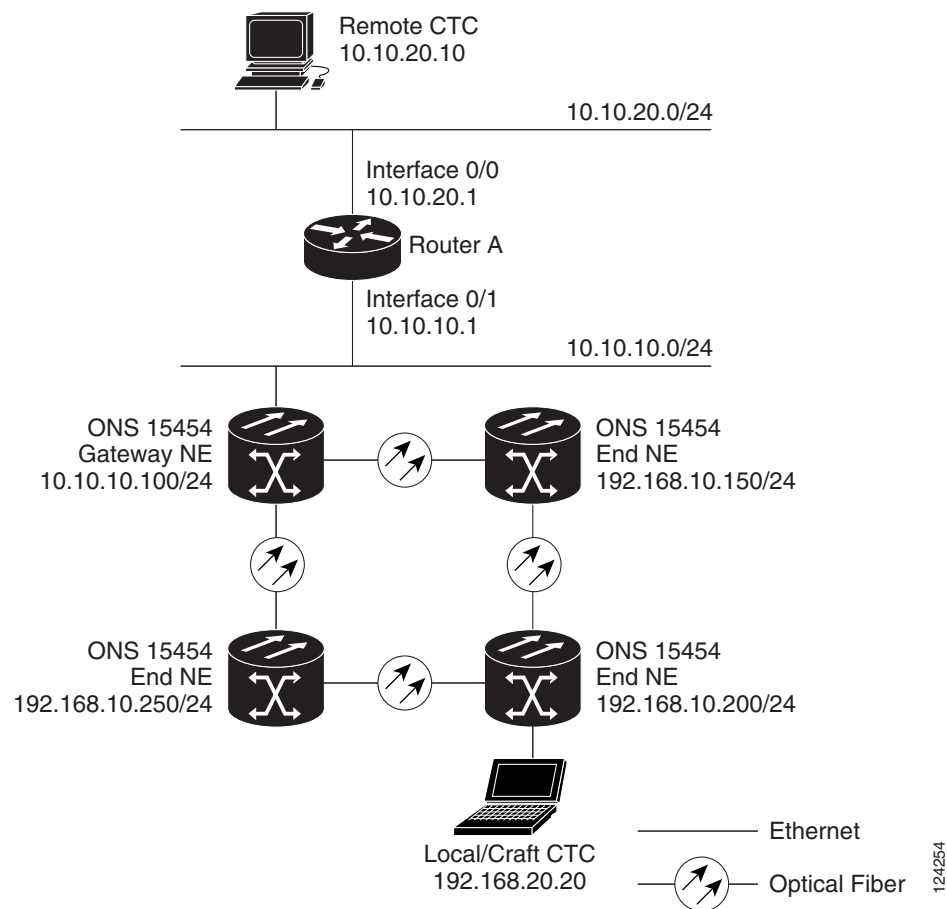 Remote CTC
10.10.20.10
10.10.20.0/24
Interface 0/0
10.10.20.1
Router A
Interface 0/1
10.10.10.1
10.10.10.0/24
ONS 15454
Gateway NE
10.10.10.100/24
ONS 15454
End NE
192.168.10.150/24
ONS 15454
End NE
192.168.10.250/24
ONS 15454
End NE
192.168.10.200/24
Local/Craft CTC
192.168.20.20
Ethernet
Optical Fiber
124254